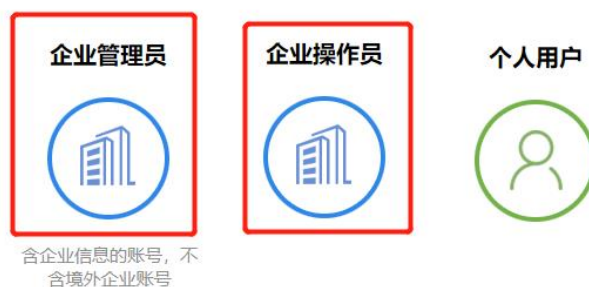 企业管理员
企业操作员
个人用户
含企业信息的账号，不
含境外企业账号